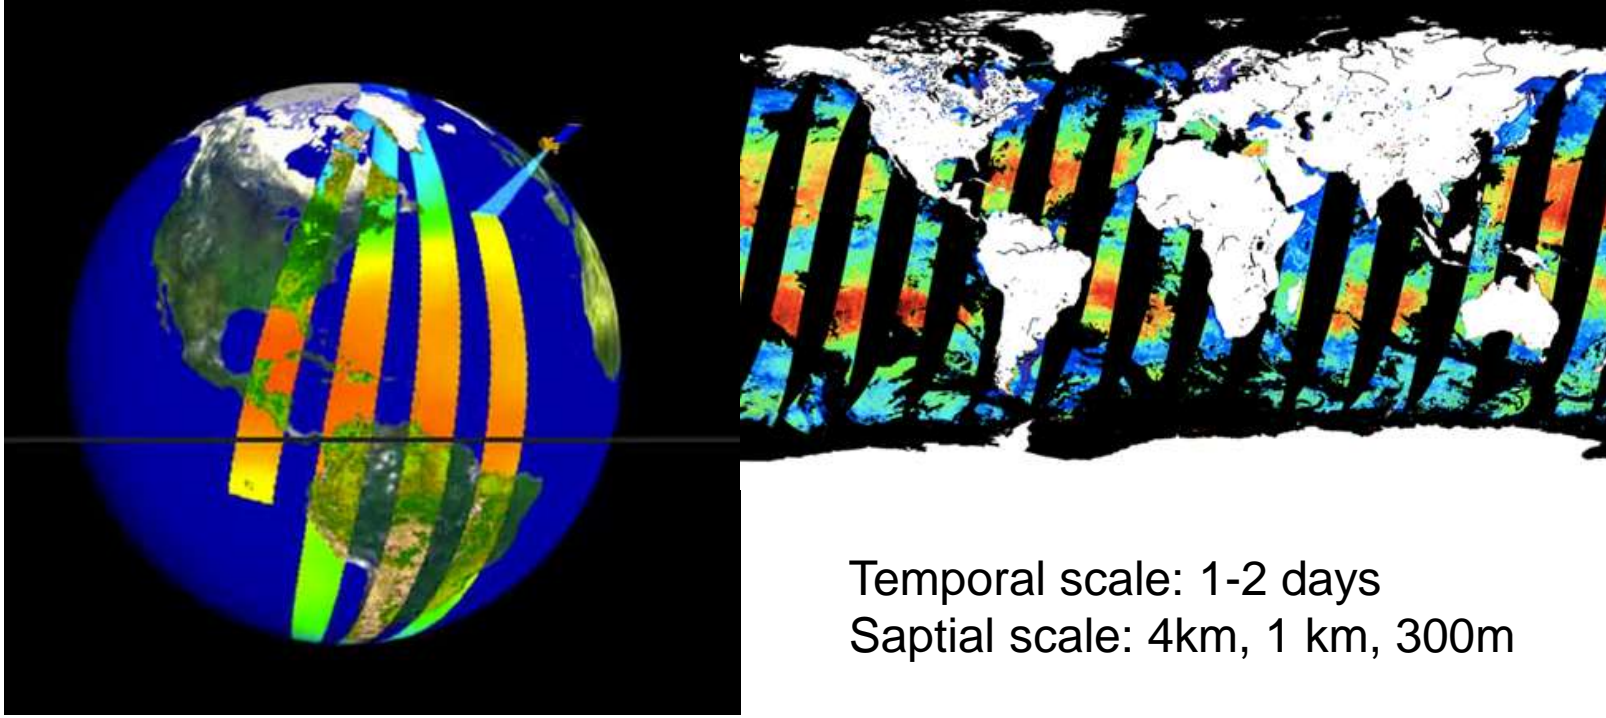 Temporal scale: 1-2 days
Saptial scale: 4km, 1 km, 300m